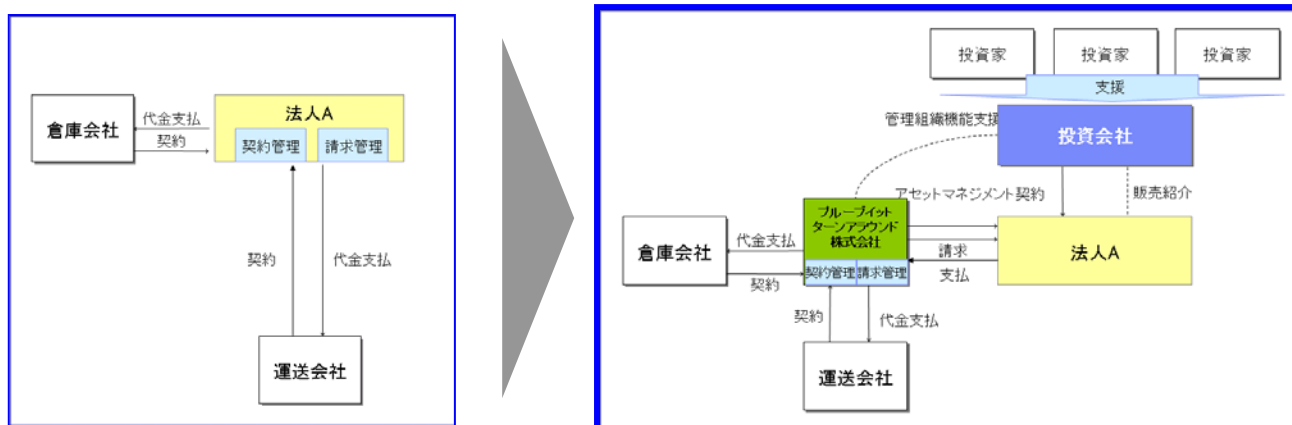 倉庫会社
代金支払
契約
法人A
契約管理
請求管理
契約
代金支払
運送会社
投資家
投資家
投資家
支援
管理組織機能支援
投資会社
アセットマネジメント契約
販売紹介
プルーブイット
ターンアラウンド
株式会社
契約管理
請求管理
倉庫会社
代金支払
契約
請求
支払
法人A
契約
代金支払
運送会社